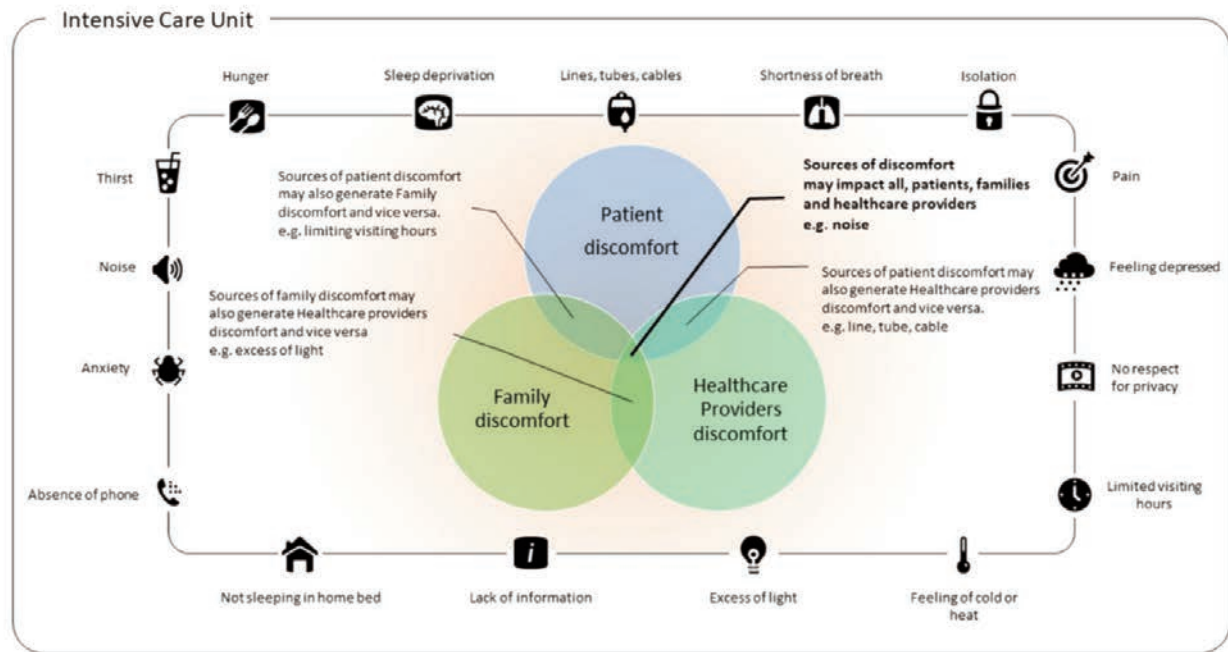 Intensive Care Unit
Hunger
Sleep deprivation
Lines, tubes, cables
Shortness of breath
Isolation
Thirst
Noise
Anxiety
Absence of phone
Sources of patient discomfort
may also generate Family
discomfort and vice versa.
e.g. limiting visiting hours
Sources of family discomfort may
also generate Healthcare providers
discomfort and vice versa
e.g. excess of light
Patient
discomfort
Family
discomfort
Healthcare
Providers
discomfort
Sources of discomfort
may impact all, patients, families
and healthcare providers
e.g. noise
Sources of patient discomfort may
also generate Healthcare providers
discomfort and vice versa.
e.g. line, tube, cable
Pain
Feeling depressed
No respect
for privacy
Limited visiting
hours
Not sleeping in home bed
i
Lack of information
Excess of light
Feeling of cold or
heat